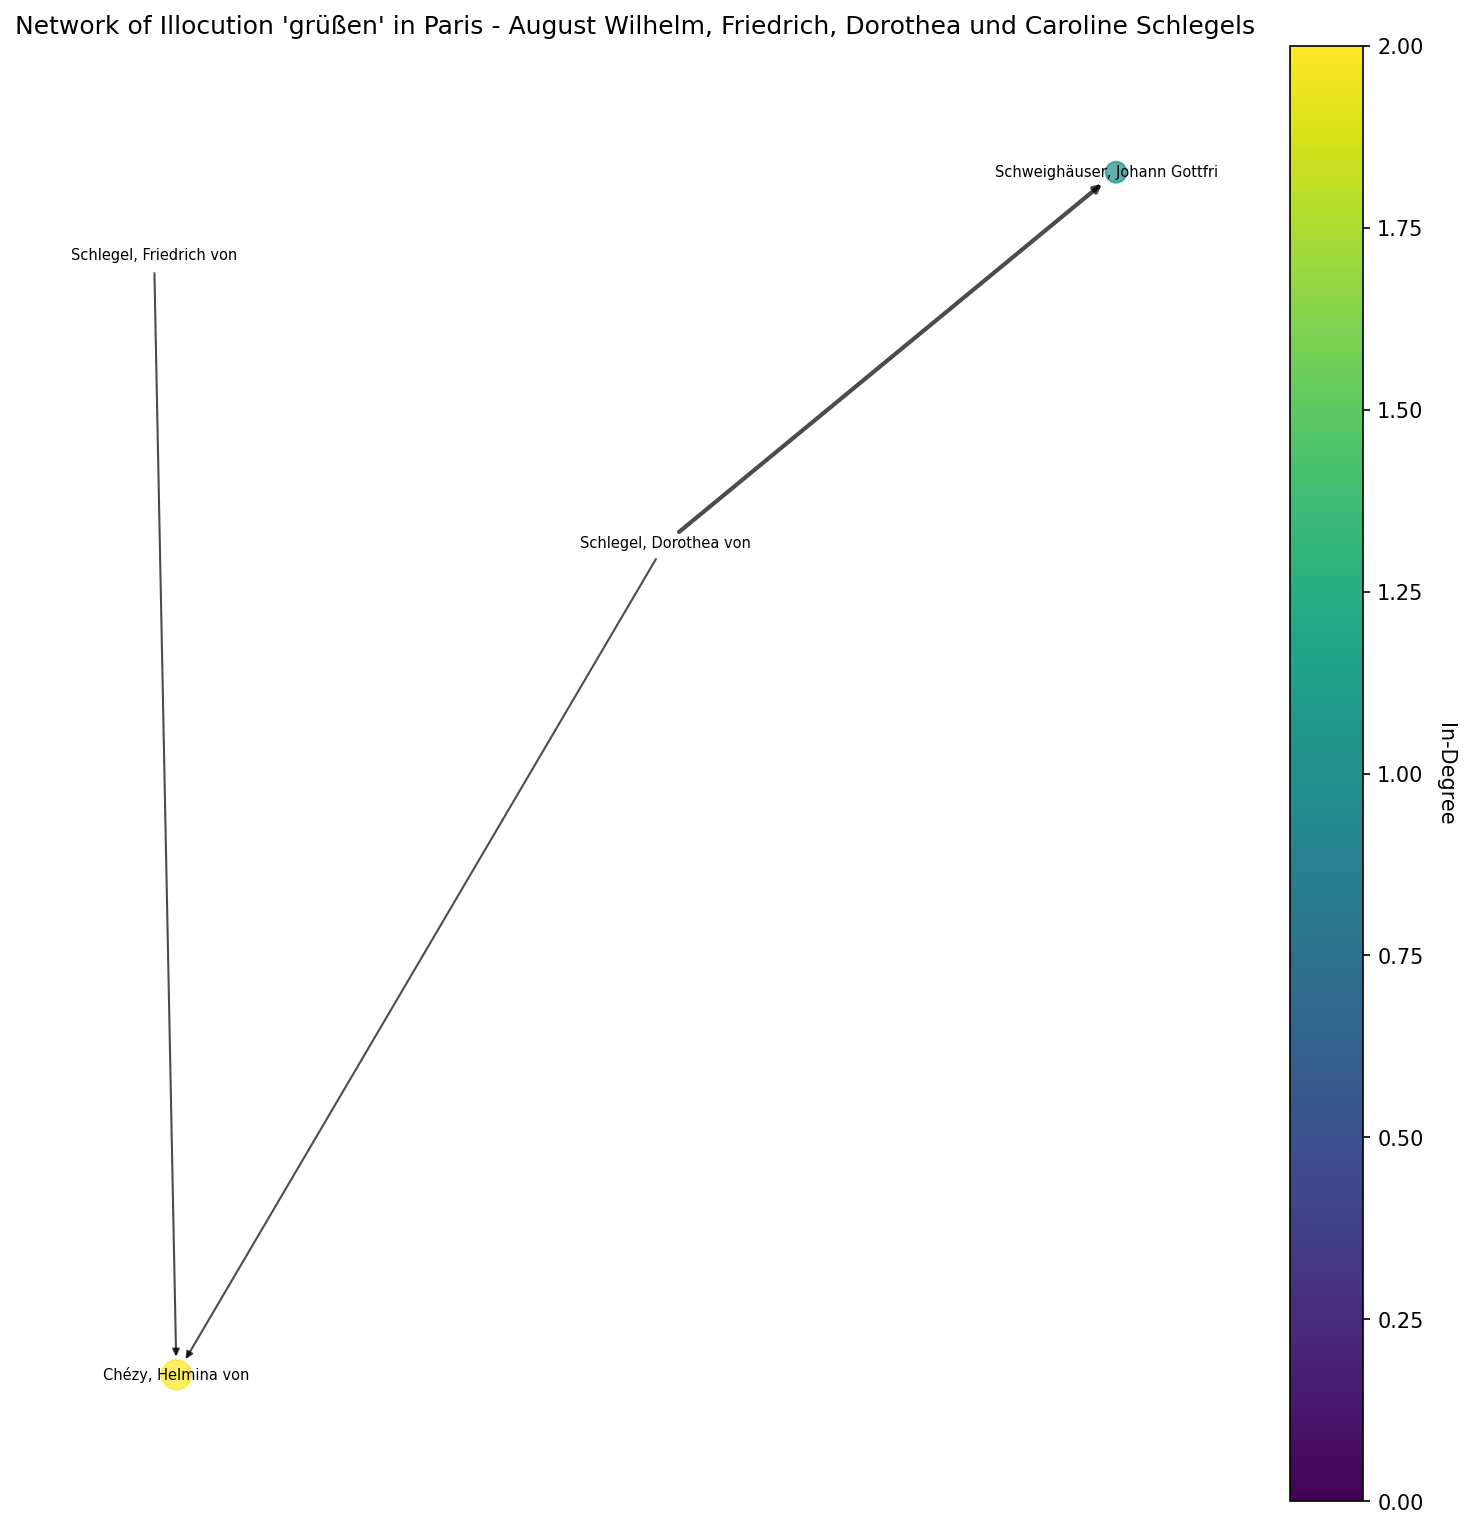 Network of Illocution 'grüßen' in Paris - August Wilhelm, Friedrich, Dorothea und Caroline Schlegels
Schweighäuser, Johann Gottfri
Schlegel, Friedrich von
Schlegel, Dorothea von
Chézy, Helmina von
2.00
1.75
1.50
1.25
1.00
0.75
0.50
0.25
0.00
In-Degree